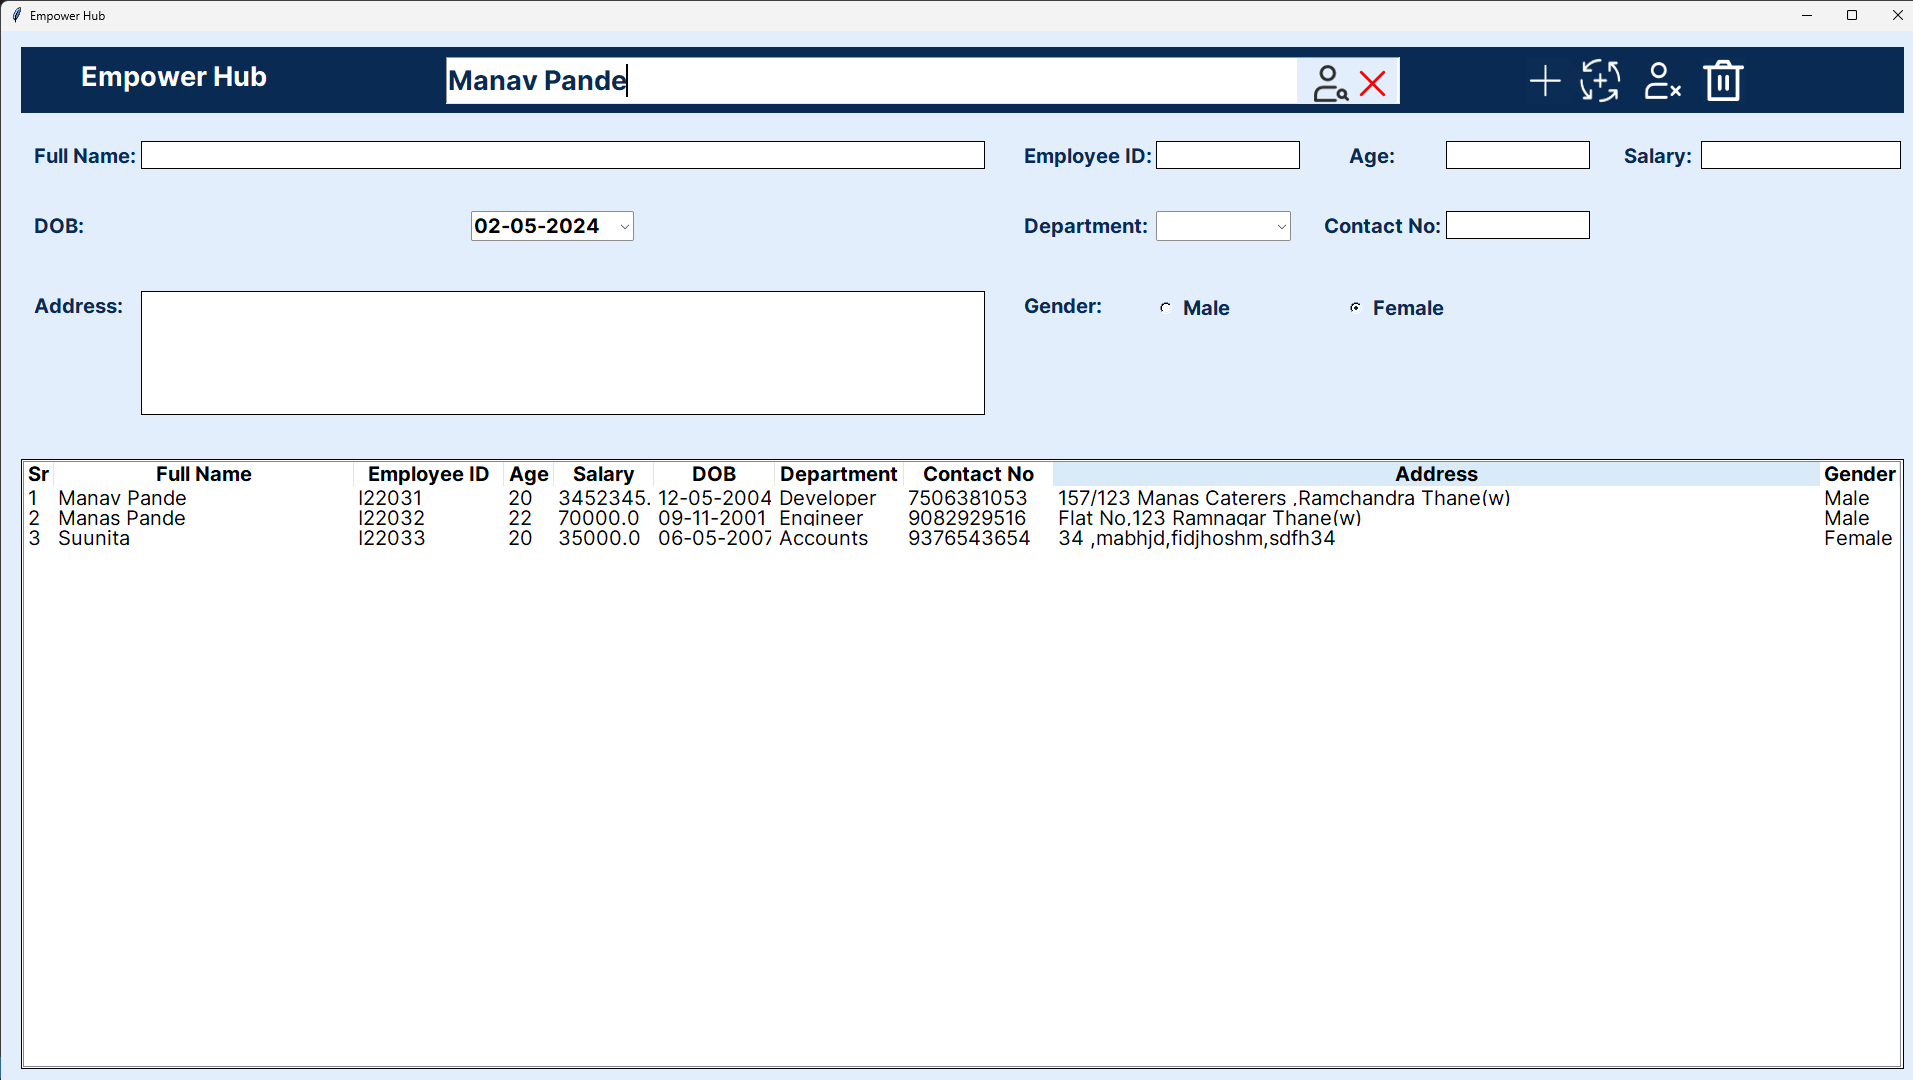 Empower Hub
Empower Hub Manav Pande
Full Name: Employee ID: Age: Salary:
DOB: 02-05-2024 Department: Contact No:
Address: Gender: Male Female
Sr Full Name Employee ID Age Salary DOB Department Contact No Address Gender
1 Manav Pande I22031 20 3452345. 12-05-2004 Developer 7506381053 157/123 Manas Caterers ,Ramchandra Thane(w) Male
2 Manas Pande I22032 22 70000.0 09-11-2001 Engineer 9082929516 Flat No,123 Ramnagar Thane(w) Male
3 Suunita I22033 20 35000.0 06-05-2007 Accounts 9376543654 34 ,mabhjd,fidjhoshm,sdfh34 Female